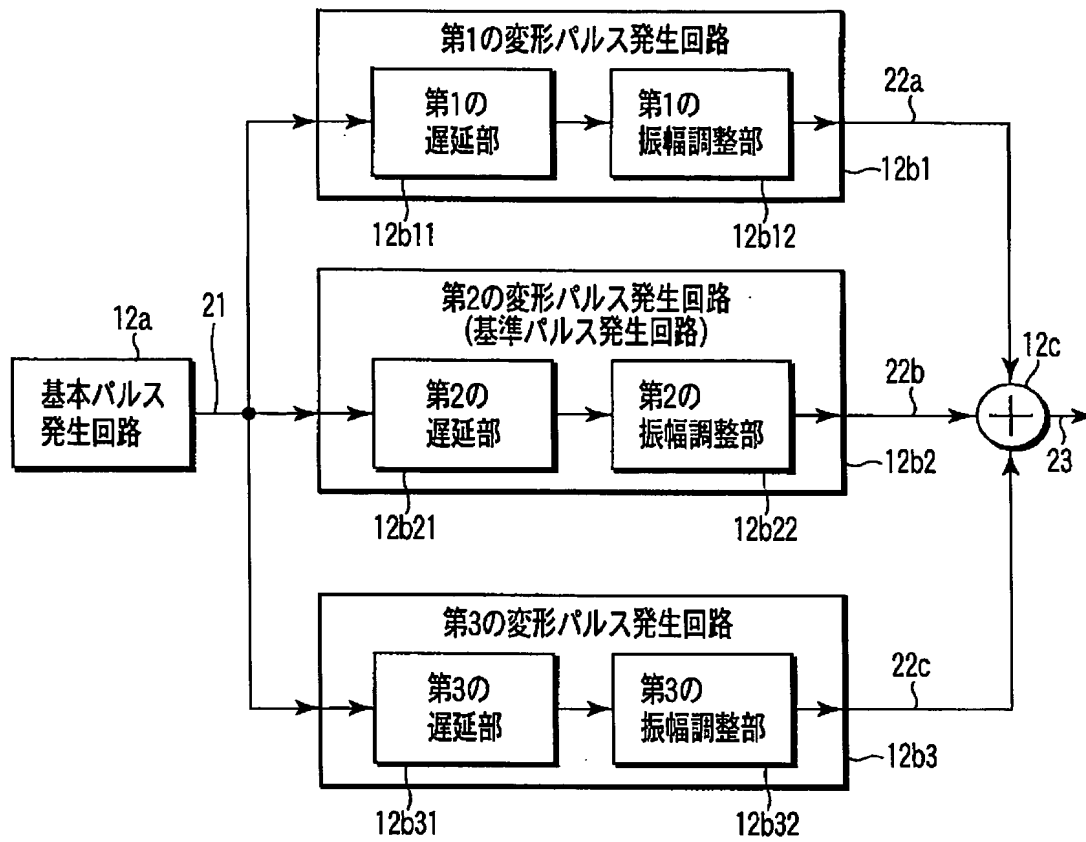 第1の変形パルス発生回路
第1の
遅延部
第1の
振幅調整部
22a
12b1
12b11
12b12
第2の変形パルス発生回路
(基準パルス発生回路)
12a
21
基本パルス
発生回路
第2の
遅延部
第2の
振幅調整部
22b
12c
23
12b2
12b21
12b22
第3の変形パルス発生回路
第3の
遅延部
第3の
振幅調整部
22c
12b3
12b31
12b32